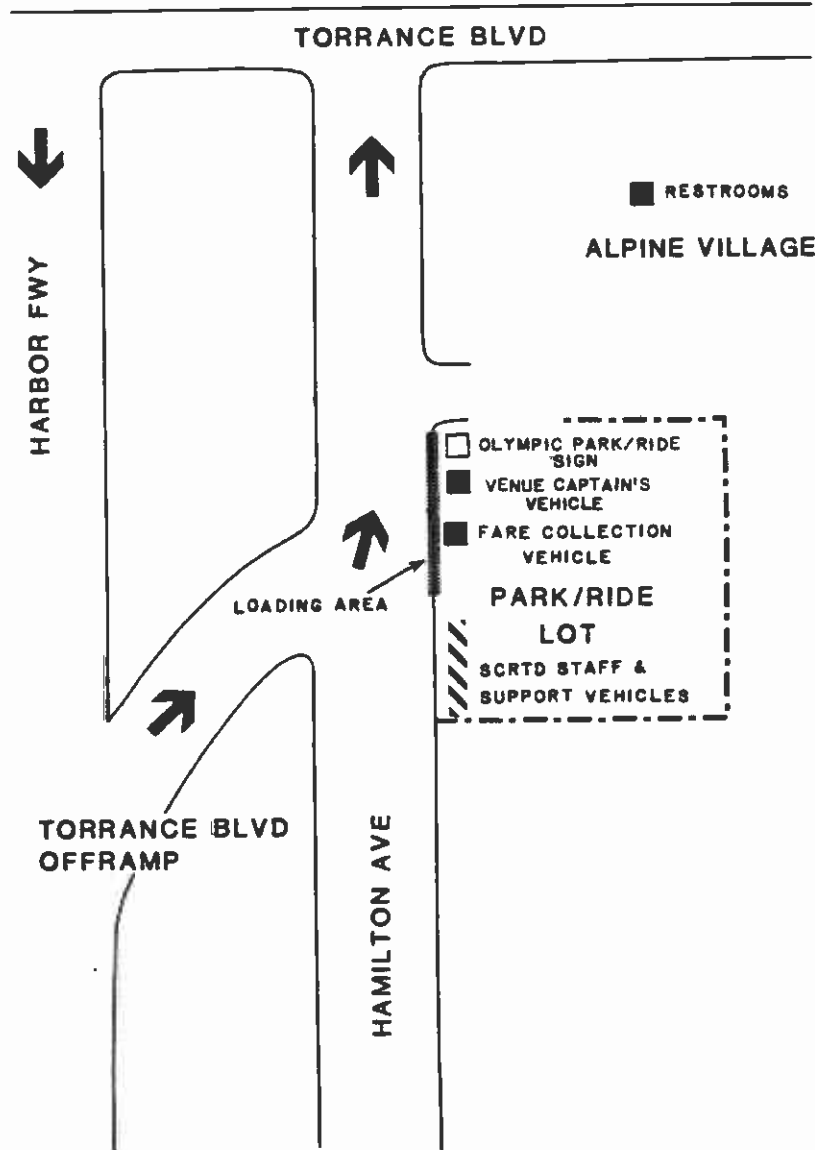 TORRANCE BLVD
RESTROOMS
ALPINE VILLAGE
HARBOR FWY
OLYMPIC PARK/RIDE
SIGN
VENUE CAPTAIN'S
VEHICLE
FARE COLLECTION
VEHICLE
LOADING AREA
PARK/RIDE
LOT
SCRTD STAFF &
SUPPORT VEHICLES
TORRANCE BLVD
OFFRAMP
HAMILTON AVE